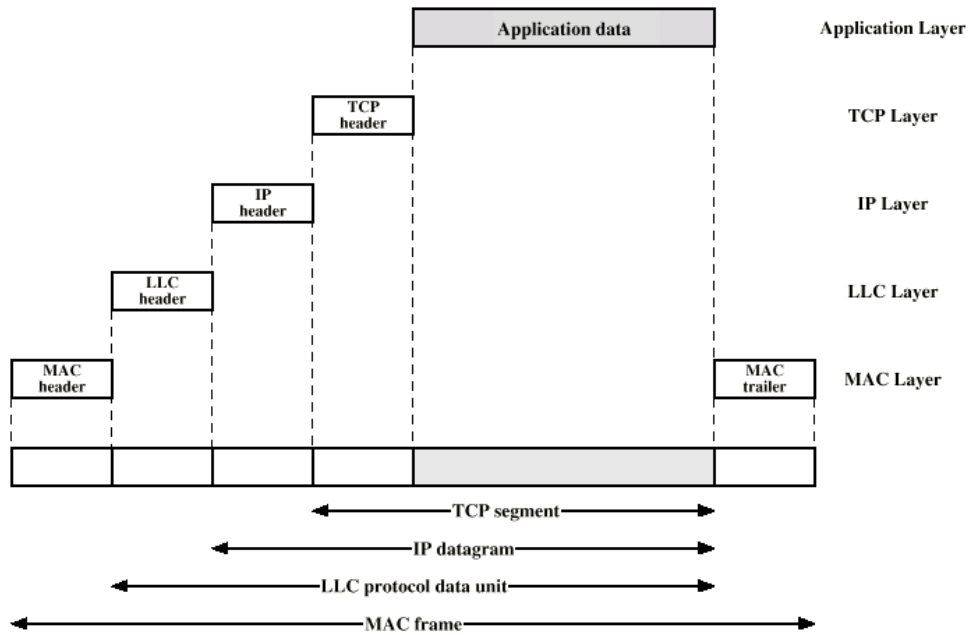 Application data
Application Layer
TCP
header
TCP Layer
IP
header
IP Layer
LLC
header
LLC Layer
MAC
header
MAC
trailer
MAC Layer
TCP segment
IP datagram
LLC protocol data unit
MAC frame